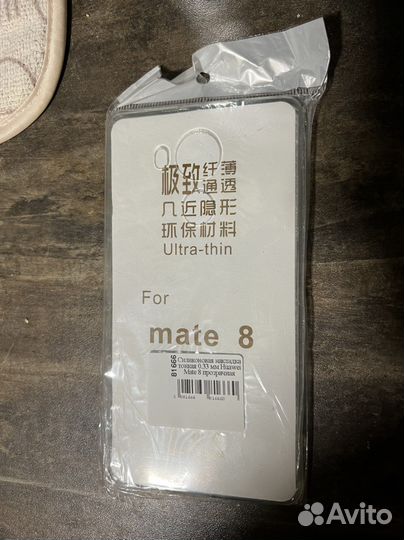 极致纤薄通透
几近隐形
环保材料
Ultra-thin
For
mate 8
81666
Силиконовая накладка
тонкая 0.33 мм Huawei
Mate 8 прозрачная
Avito